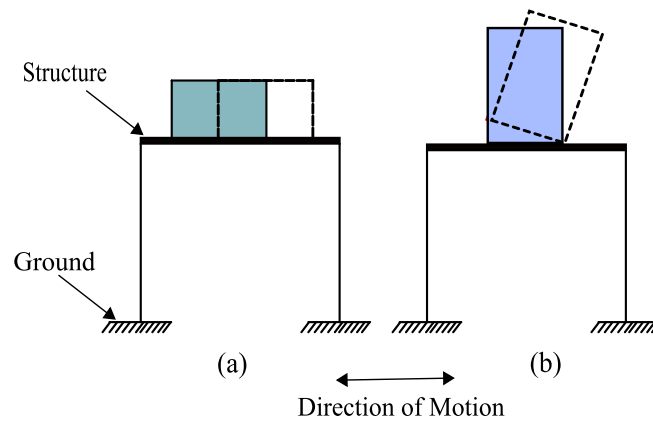 Structure
Ground
(a)
(b)
Direction of Motion